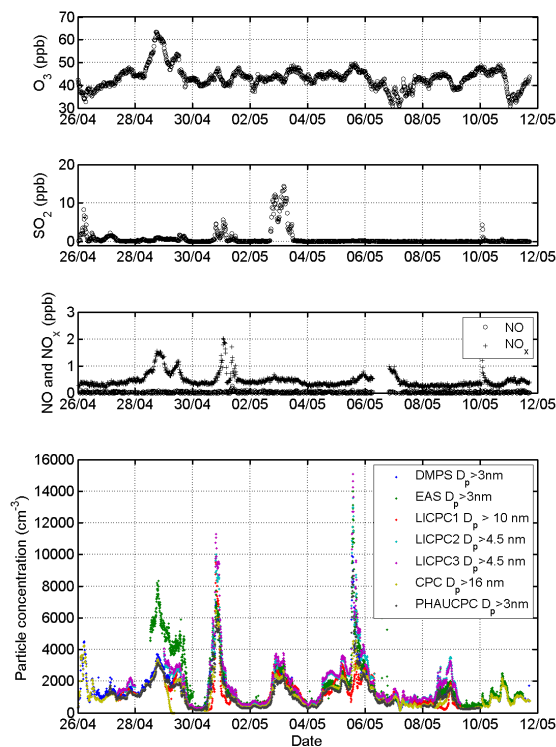 70
60
50
40
30
O3 (ppb)
26/04 28/04 30/04 02/05 04/05 06/05 08/05 10/05 12/05
20
10
0
SO2 (ppb)
26/04 28/04 30/04 02/05 04/05 06/05 08/05 10/05 12/05
3
2
1
0
NO and NOx (ppb)
NO
NOx
26/04 28/04 30/04 02/05 04/05 06/05 08/05 10/05 12/05
16000
14000
12000
10000
8000
6000
4000
2000
0
Particle concentration (cm-3)
DMPS Dp>3nm
EAS Dp>3nm
LICPC1 Dp > 10 nm
LICPC2 Dp>4.5 nm
LICPC3 Dp>4.5 nm
CPC Dp>16 nm
PHAUCPC Dp>3nm
26/04 28/04 30/04 02/05 04/05 06/05 08/05 10/05 12/05
Date